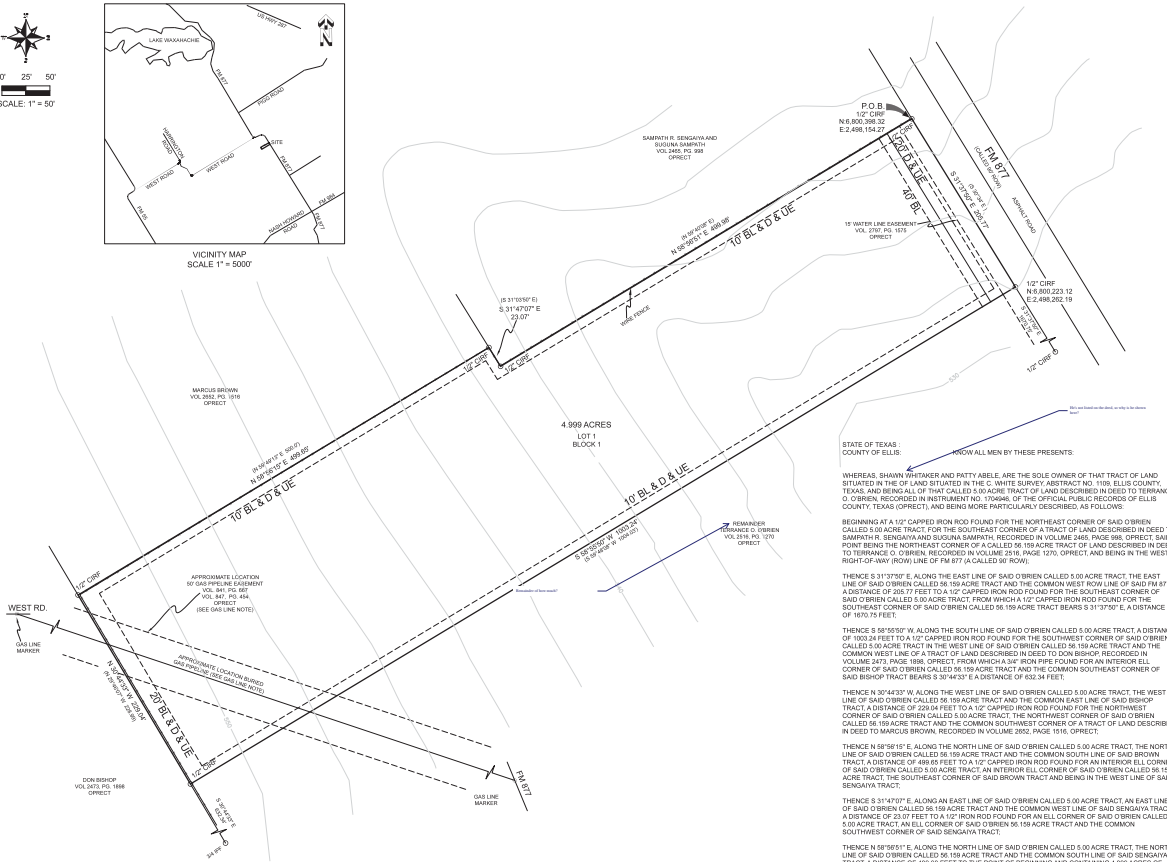 0' 25' 50'
SCALE: 1" = 50'
US HWY 287
LAKE WAXAHACHIE
FM 877
PIGG ROAD
HARRINGTON
ROAD
SITE
WEST ROAD
WEST ROAD
FM 877
FM 55
NASH HOWARD
ROAD
FM 984
FM 877
VICINITY MAP
SCALE 1" = 5000'
P.O.B.
1/2" CIRF
N:6,800,398.32
E:2,498,154.27
1/2" CIRF
SAMPATH R. SENGAIYA AND
SUGUNA SAMPATH
VOL 2465, PG. 998
OPRECT
20' D & UE
40' BL
FM 877
(CALLED 90' ROW)
ASPHALT ROAD
S 31°37'50" E 205.77'
15' WATER LINE EASEMENT
VOL. 2797, PG. 1575
OPRECT
N 58°56'51" E 499.98'
10' BL & D & UE
1/2" CIRF
N:6,800,223.12
E:2,498,262.19
S 31°37'50" E
1670.75'
1/2" CIRF
(S 31°03'50" E)
S 31°47'07" E
23.07'
WIRE FENCE
1/2" CIRF
1/2" CIRF
530
MARCUS BROWN
VOL 2652, PG. 1516
OPRECT
4.999 ACRES
LOT 1
BLOCK 1
N 58°56'15" E 499.65'
10' BL & D & UE
10' BL & D & UE
S 58°55'50" W 1003.24'
REMAINDER
TERRANCE O. O'BRIEN
VOL 2516, PG. 1270
OPRECT
1/2" CIRF
APPROXIMATE LOCATION
50' GAS PIPELINE EASEMENT
VOL. 841, PG. 667
VOL. 847, PG. 454
OPRECT
(SEE GAS LINE NOTE)
WEST RD.
GAS LINE
MARKER
APPROXIMATE LOCATION BURIED
GAS PIPELINE (SEE GAS LINE NOTE)
N 30°44'33" W 229.04'
20' BL D & UE
1/2" CIRF
DON BISHOP
VOL 2473, PG. 1898
OPRECT
S 30°44'33" E
632.34'
3/4 IPF
GAS LINE
MARKER
FM 877
STATE OF TEXAS :
COUNTY OF ELLIS: KNOW ALL MEN BY THESE PRESENTS:
WHEREAS, SHAWN WHITAKER AND PATTY ABELE, ARE THE SOLE OWNER OF THAT TRACT OF LAND
SITUATED IN THE OF LAND SITUATED IN THE C. WHITE SURVEY, ABSTRACT NO. 1109, ELLIS COUNTY,
TEXAS, AND BEING ALL OF THAT CALLED 5.00 ACRE TRACT OF LAND DESCRIBED IN DEED TO
O. O'BRIEN, RECORDED IN INSTRUMENT NO. 1704946, OF THE OFFICIAL PUBLIC RECORDS OF ELLIS
COUNTY, TEXAS (OPRECT), AND BEING MORE PARTICULARLY DESCRIBED, AS FOLLOWS:
BEGINNING AT A 1/2" CAPPED IRON ROD FOUND FOR THE NORTHEAST CORNER OF SAID O'BRIEN
CALLED 5.00 ACRE TRACT, FOR THE SOUTHEAST CORNER OF A TRACT OF LAND DESCRIBED IN DEED
SAMPATH R. SENGAIYA AND SUGUNA SAMPATH, RECORDED IN VOLUME 2465, PAGE 998, OPRECT,
POINT BEING THE NORTHEAST CORNER OF A CALLED 56.159 ACRE TRACT OF LAND DESCRIBED IN
TO TERRANCE O. O'BRIEN, RECORDED IN VOLUME 2516, PAGE 1270, OPRECT, AND BEING IN THE WEST
RIGHT-OF-WAY (ROW) LINE OF FM 877 (A CALLED 90' ROW);
THENCE S 31°37'50" E, ALONG THE EAST LINE OF SAID O'BRIEN CALLED 5.00 ACRE TRACT, THE EAST
LINE OF SAID O'BRIEN CALLED 56.159 ACRE TRACT AND THE COMMON WEST ROW LINE OF SAID FM
A DISTANCE OF 205.77 FEET TO A 1/2" CAPPED IRON ROD FOUND FOR THE SOUTHEAST CORNER OF
SAID O'BRIEN CALLED 5.00 ACRE TRACT, FROM WHICH A 1/2" CAPPED IRON ROD FOUND FOR THE
SOUTHEAST CORNER OF SAID O'BRIEN CALLED 56.159 ACRE TRACT BEARS S 31°37'50" E, A DISTANCE
OF 1670.75 FEET;
THENCE S 58°55'50" W, ALONG THE SOUTH LINE OF SAID O'BRIEN CALLED 5.00 ACRE TRACT, A
OF 1003.24 FEET TO A 1/2" CAPPED IRON ROD FOUND FOR THE SOUTHWEST CORNER OF SAID
CALLED 5.00 ACRE TRACT IN THE WEST LINE OF SAID O'BRIEN CALLED 56.159 ACRE TRACT AND THE
COMMON WEST LINE OF A TRACT OF LAND DESCRIBED IN DEED TO DON BISHOP, RECORDED IN
VOLUME 2473, PAGE 1898, OPRECT, FROM WHICH A 3/4" IRON PIPE FOUND FOR AN INTERIOR ELL
CORNER OF SAID O'BRIEN CALLED 56.159 ACRE TRACT AND THE COMMON SOUTHEAST CORNER OF
SAID BISHOP TRACT BEARS S 30°44'33" E A DISTANCE OF 632.34 FEET;
THENCE N 30°44'33" W, ALONG THE WEST LINE OF SAID O'BRIEN CALLED 5.00 ACRE TRACT, THE WEST
LINE OF SAID O'BRIEN CALLED 56.159 ACRE TRACT AND THE COMMON EAST LINE OF SAID BISHOP
TRACT, A DISTANCE OF 229.04 FEET TO A 1/2" CAPPED IRON ROD FOUND FOR THE NORTHWEST
CORNER OF SAID O'BRIEN CALLED 5.00 ACRE TRACT, THE NORTHWEST CORNER OF SAID O'BRIEN
CALLED 56.159 ACRE TRACT AND THE COMMON SOUTHWEST CORNER OF A TRACT OF LAND
IN DEED TO MARCUS BROWN, RECORDED IN VOLUME 2652, PAGE 1516, OPRECT;
THENCE N 58°56'15" E, ALONG THE NORTH LINE OF SAID O'BRIEN CALLED 5.00 ACRE TRACT, THE
LINE OF SAID O'BRIEN CALLED 56.159 ACRE TRACT AND THE COMMON SOUTH LINE OF SAID BROWN
TRACT, A DISTANCE OF 499.65 FEET TO A 1/2" CAPPED IRON ROD FOUND FOR AN INTERIOR ELL
OF SAID O'BRIEN CALLED 5.00 ACRE TRACT, AN INTERIOR ELL CORNER OF SAID O'BRIEN CALLED
ACRE TRACT, THE SOUTHEAST CORNER OF SAID BROWN TRACT AND BEING IN THE WEST LINE OF
SENGAIYA TRACT;
THENCE S 31°47'07" E, ALONG AN EAST LINE OF SAID O'BRIEN CALLED 5.00 ACRE TRACT, AN EAST LINE
OF SAID O'BRIEN CALLED 56.159 ACRE TRACT AND THE COMMON WEST LINE OF SAID SENGAIYA
A DISTANCE OF 23.07 FEET TO A 1/2" IRON ROD FOUND FOR AN ELL CORNER OF SAID O'BRIEN CALLED
5.00 ACRE TRACT, AN ELL CORNER OF SAID O'BRIEN 56.159 ACRE TRACT AND THE COMMON
SOUTHWEST CORNER OF SAID SENGAIYA TRACT;
THENCE N 58°56'51" E, ALONG THE NORTH LINE OF SAID O'BRIEN CALLED 5.00 ACRE TRACT, THE
LINE OF SAID O'BRIEN CALLED 56.159 ACRE TRACT AND THE COMMON SOUTH LINE OF SAID